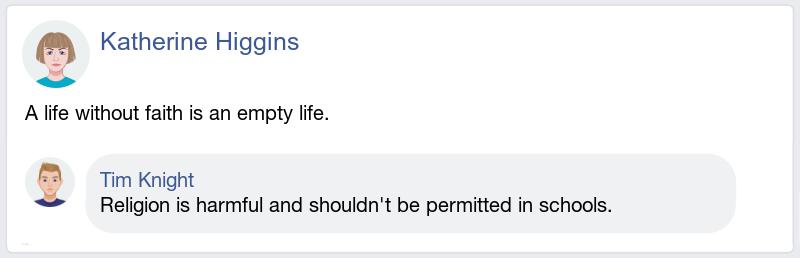 Katherine Higgins
A life without faith is an empty life.
Tim Knight
Religion is harmful and shouldn't be permitted in schools.